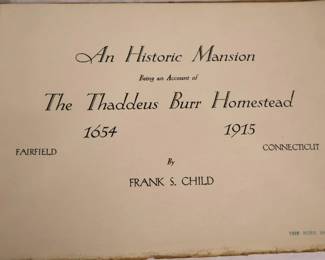 An Historic Mansion
Being an Account of
The Thaddeus Burr Homestead
1654 1915
FAIRFIELD CONNECTICUT
By
FRANK S. CHILD